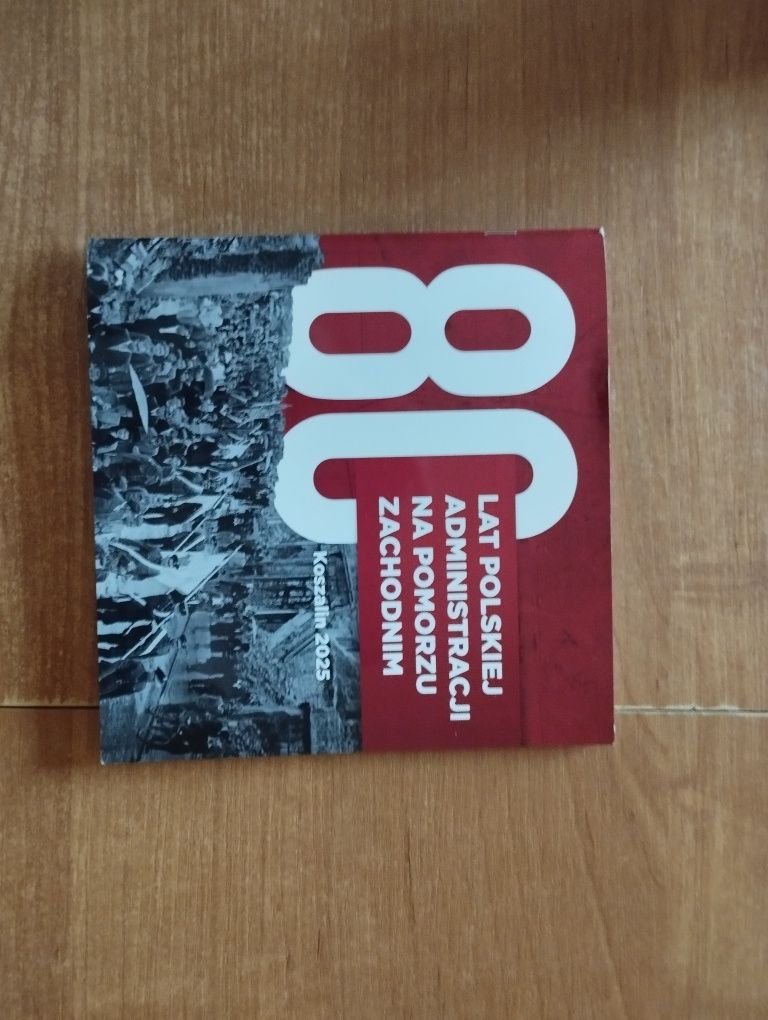 80
LAT POLSKIEJ
ADMINISTRACJI
NA POMORZU
ZACHODNIM
Koszalin 2025